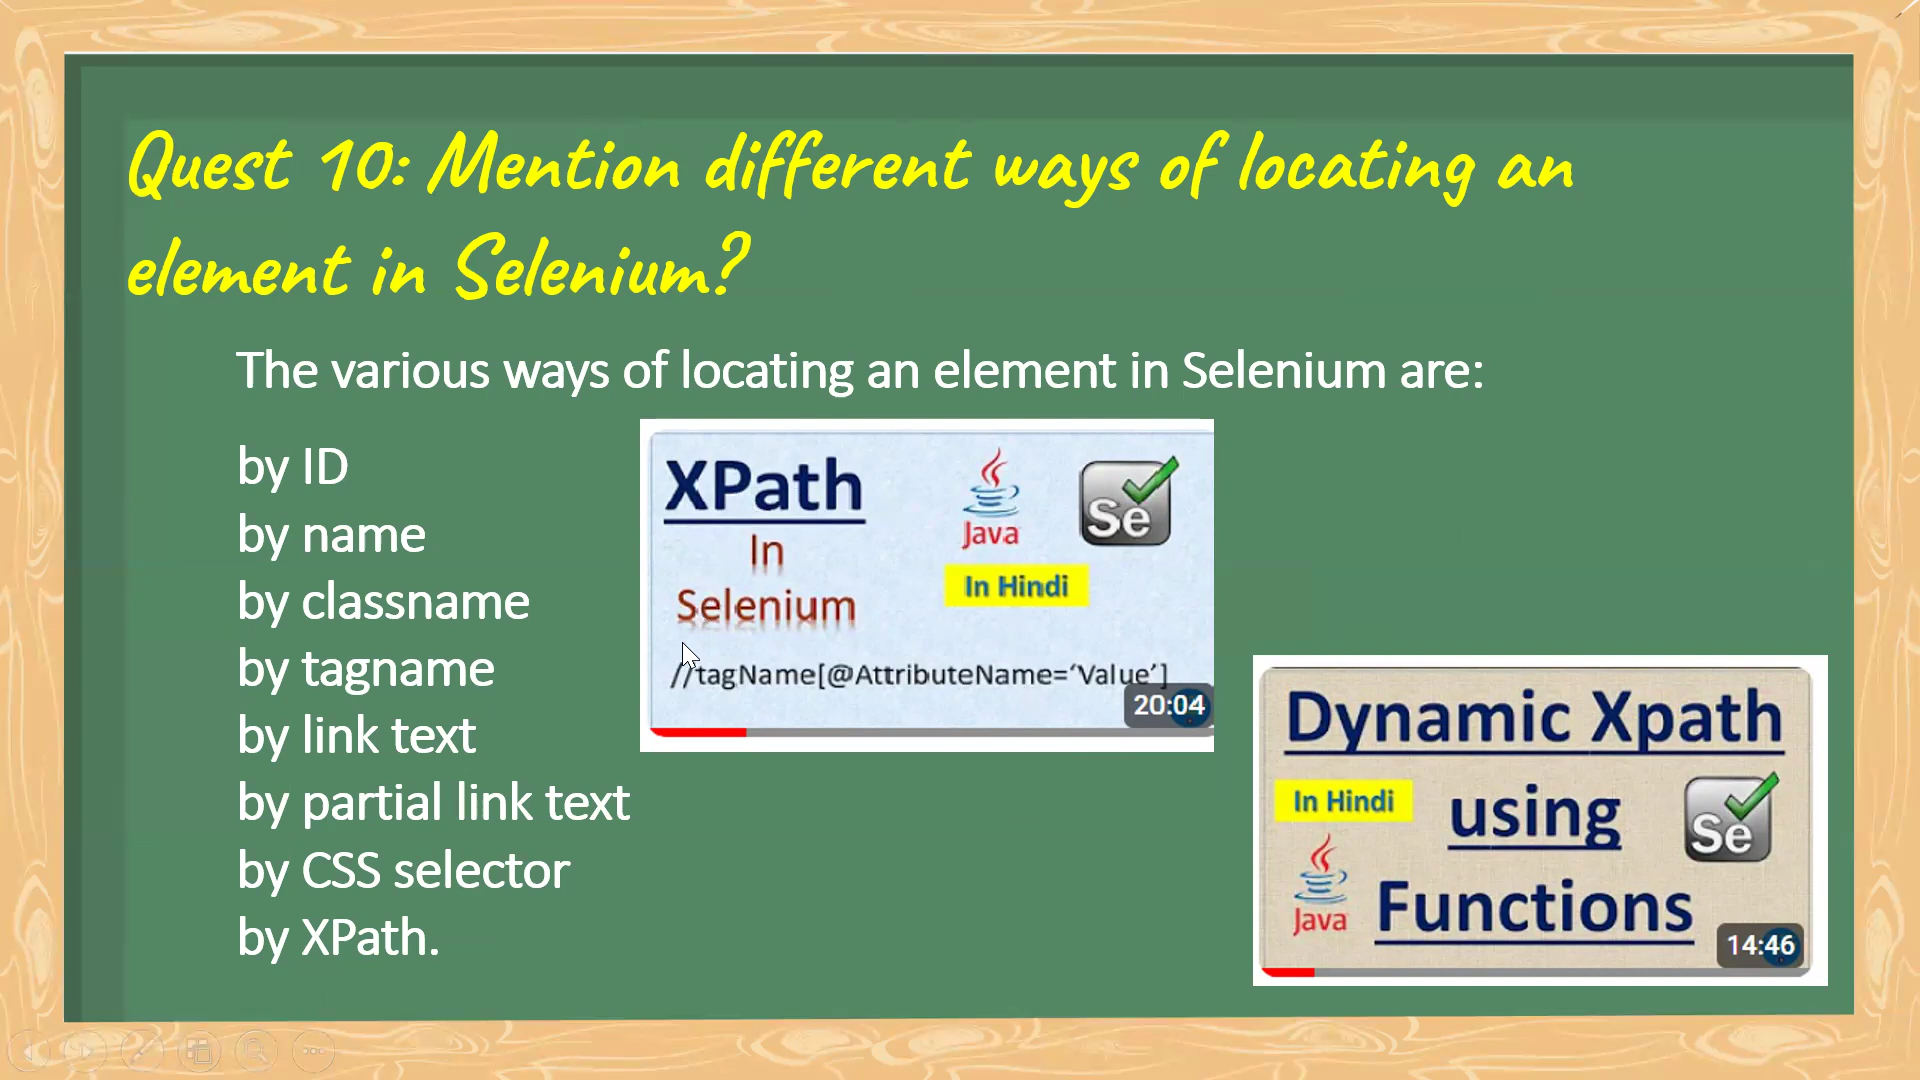 Quest 10: Mention different ways of locating an
element in Selenium?
The various ways of locating an element in Selenium are:
by ID
by name
by classname
by tagname
by link text
by partial link text
by CSS selector
by XPath.
XPath
In
Selenium
Java
Se
In Hindi
//tagName[@AttributeName=‘Value’]
20:04
Dynamic Xpath
In Hindi
using
Se
Java
Functions
14:46